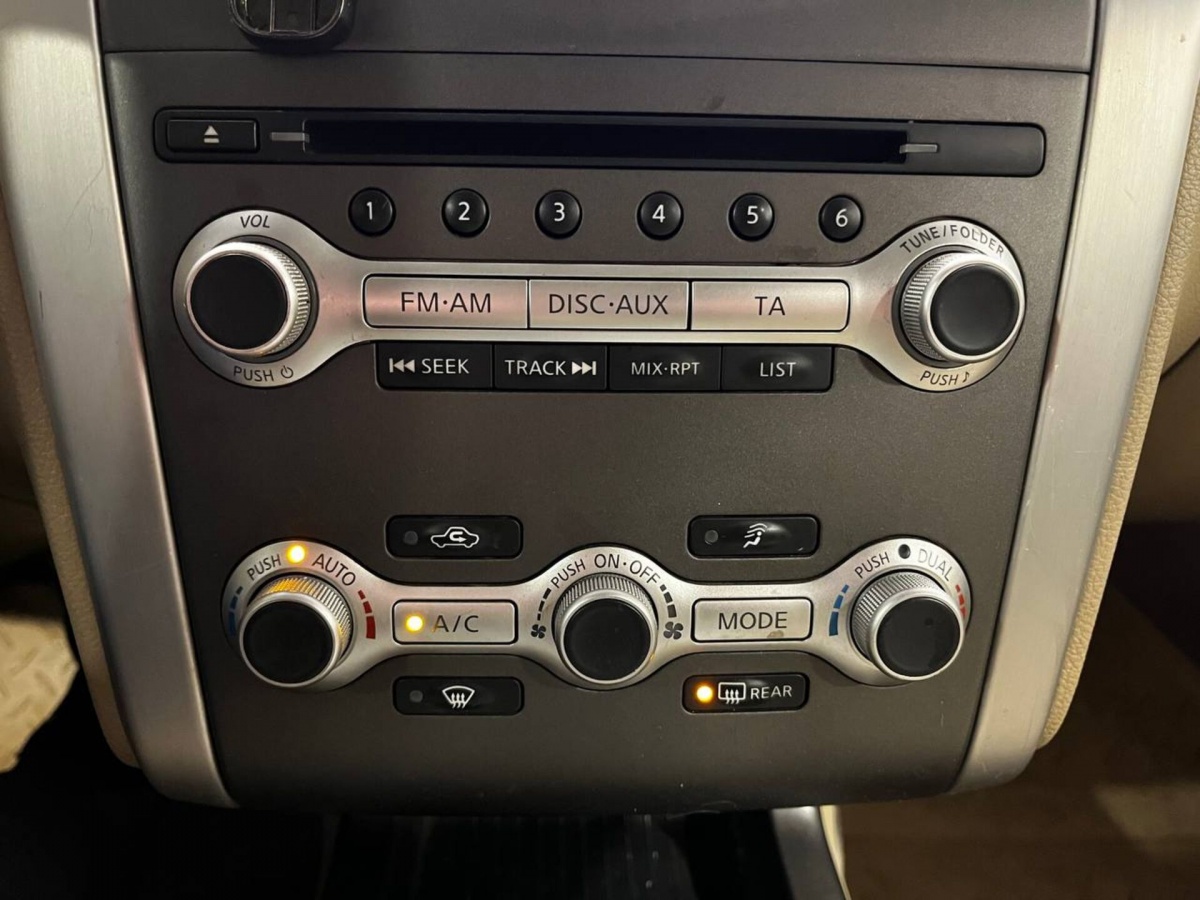 1 2 3 4 5 6
VOL
TUNE/FOLDER
FM·AM DISC·AUX TA
PUSH
SEEK TRACK MIX·RPT LIST
PUSH
PUSH AUTO
PUSH ON·OFF
PUSH DUAL
A/C
MODE
REAR